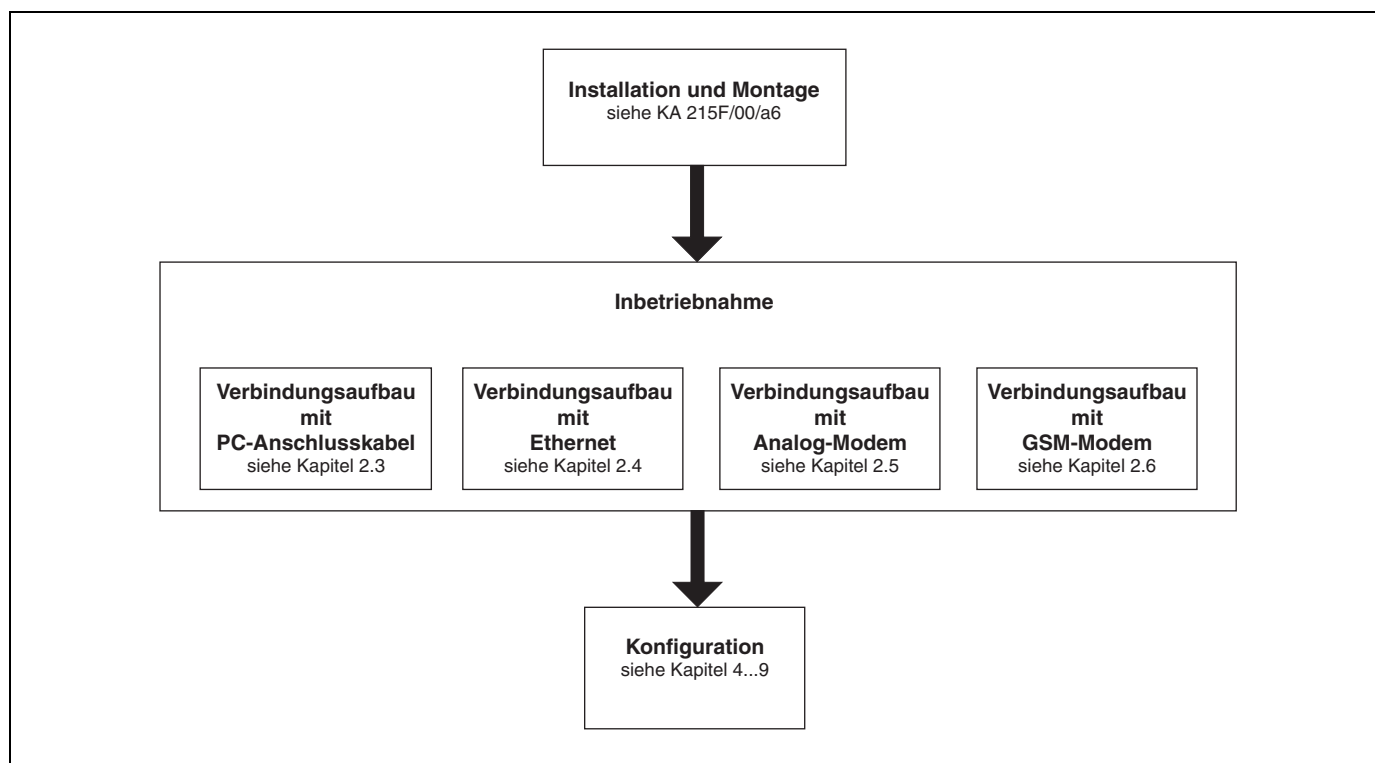 Installation und Montage
siehe KA 215F/00/a6
Inbetriebnahme
Verbindungsaufbau
mit
PC-Anschlusskabel
siehe Kapitel 2.3
Verbindungsaufbau
mit
Ethernet
siehe Kapitel 2.4
Verbindungsaufbau
mit
Analog-Modem
siehe Kapitel 2.5
Verbindungsaufbau
mit
GSM-Modem
siehe Kapitel 2.6
Konfiguration
siehe Kapitel 4...9